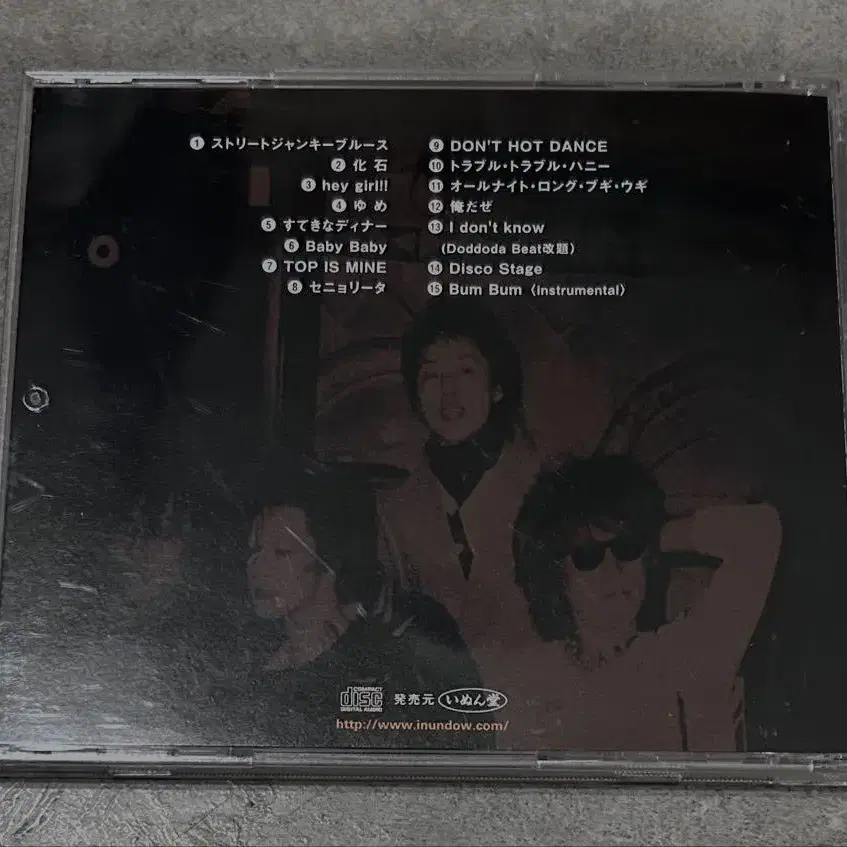 ① ストリートジャンキーブルース
② 化石
③ hey girl!!
④ ゆめ
⑤ すてきなディナー
⑥ Baby Baby
⑦ TOP IS MINE
⑧ セニョリータ
⑨ DON'T HOT DANCE
⑩ トラブル・トラブル・ハニー
⑪ オールナイト・ロング・ブギ・ウギ
⑫ 俺だぜ
⑬ I don't know
(Doddoda Beat改題)
⑭ Disco Stage
⑮ Bum Bum〈instrumental〉
COMPACT
disc
DIGITAL AUDIO
発売元 いぬん堂
http://www.inundow.com/